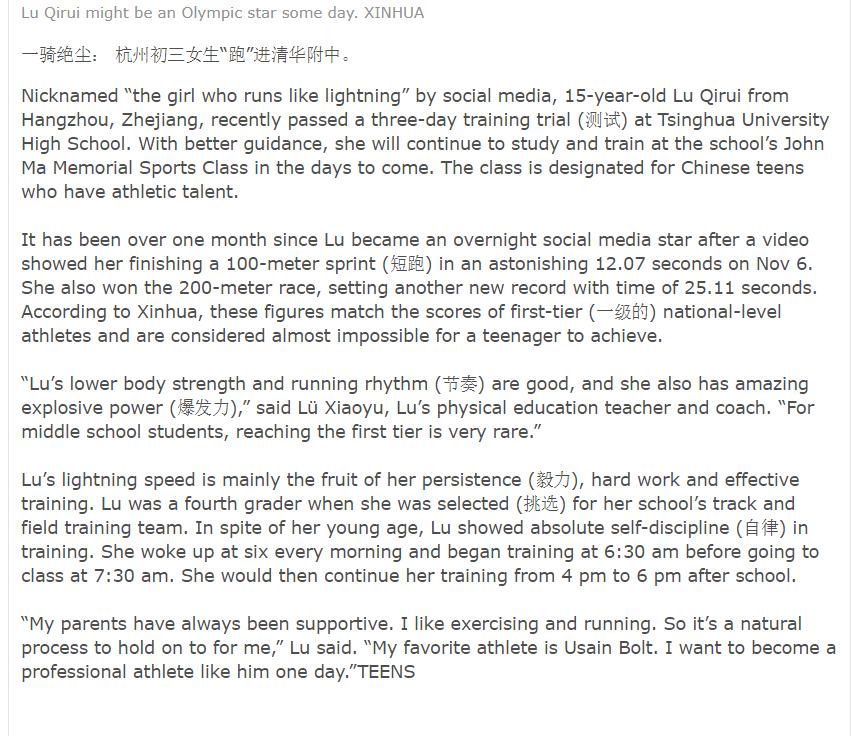 Lu Qirui might be an Olympic star some day. XINHUA
一骑绝尘： 杭州初三女生“跑”进清华附中。
Nicknamed “the girl who runs like lightning” by social media, 15-year-old Lu Qirui from
Hangzhou, Zhejiang, recently passed a three-day training trial (测试) at Tsinghua University
High School. With better guidance, she will continue to study and train at the school’s John
Ma Memorial Sports Class in the days to come. The class is designated for Chinese teens
who have athletic talent.
It has been over one month since Lu became an overnight social media star after a video
showed her finishing a 100-meter sprint (短跑) in an astonishing 12.07 seconds on Nov 6.
She also won the 200-meter race, setting another new record with time of 25.11 seconds.
According to Xinhua, these figures match the scores of first-tier (一级的) national-level
athletes and are considered almost impossible for a teenager to achieve.
“Lu’s lower body strength and running rhythm (节奏) are good, and she also has amazing
explosive power (爆发力),” said Lü Xiaoyu, Lu’s physical education teacher and coach. “For
middle school students, reaching the first tier is very rare.”
Lu’s lightning speed is mainly the fruit of her persistence (毅力), hard work and effective
training. Lu was a fourth grader when she was selected (挑选) for her school’s track and
field training team. In spite of her young age, Lu showed absolute self-discipline (自律) in
training. She woke up at six every morning and began training at 6:30 am before going to
class at 7:30 am. She would then continue her training from 4 pm to 6 pm after school.
“My parents have always been supportive. I like exercising and running. So it’s a natural
process to hold on to for me,” Lu said. “My favorite athlete is Usain Bolt. I want to become a
professional athlete like him one day.”TEENS